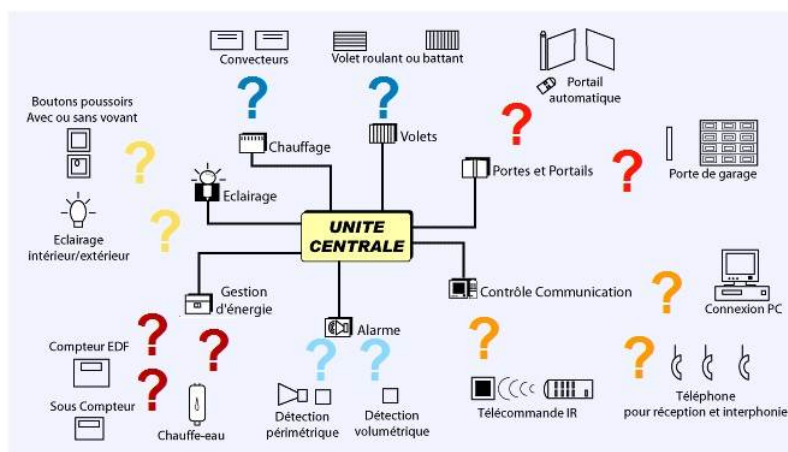 Convecteurs
Volet roulant ou battant
Portail
automatique
Boutons poussoirs
Avec ou sans voyant
?
?
?
?
?
Chauffage
Volets
Portes et Portails
Porte de garage
Eclairage
Eclairage
intérieur/extérieur
?
UNITE
CENTRALE
Gestion
d'énergie
Alarme
Contrôle Communication
?
Connexion PC
Compteur EDF
?
?
?
?
?
?
?
Sous Compteur
Chauffe-eau
Détection
périmétrique
Détection
volumétrique
Télécommande IR
Téléphone
pour réception et interphonie